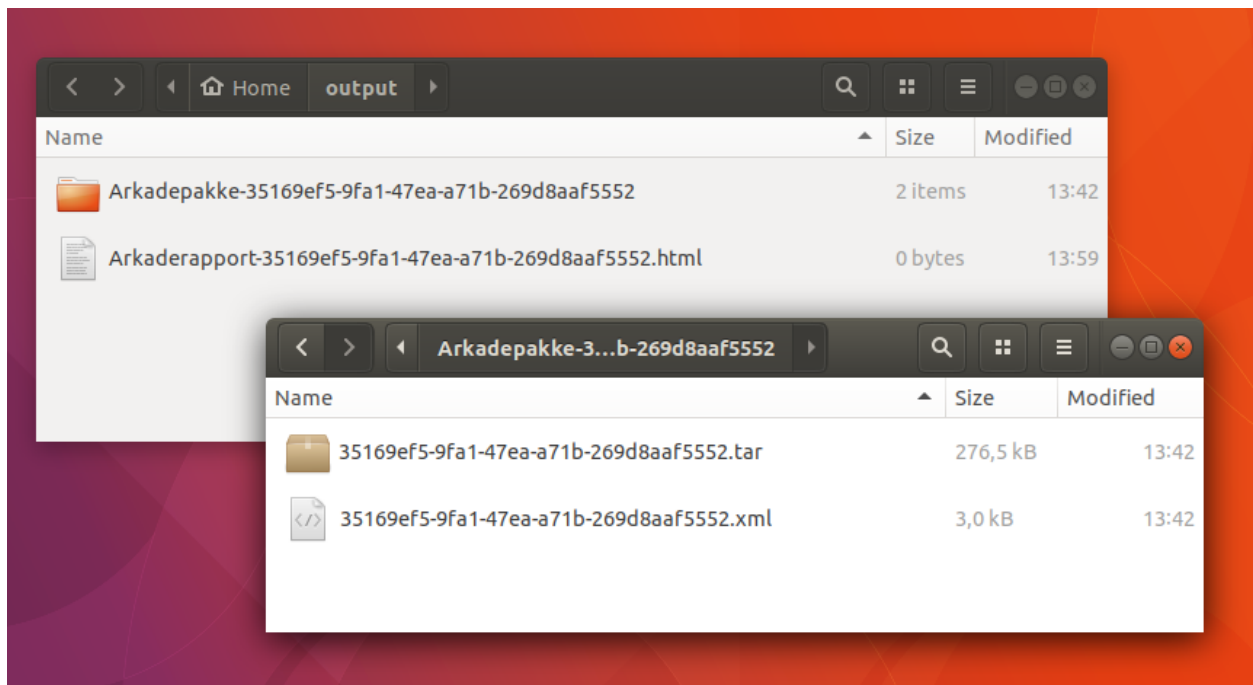 Home output
Name Size Modified
Arkadepakke-35169ef5-9fa1-47ea-a71b-269d8aaf5552 2 items 13:42
Arkaderapport-35169ef5-9fa1-47ea-a71b-269d8aaf5552.html 0 bytes 13:59
Arkadepakke-3...b-269d8aaf5552
Name Size Modified
35169ef5-9fa1-47ea-a71b-269d8aaf5552.tar 276,5 kB 13:42
35169ef5-9fa1-47ea-a71b-269d8aaf5552.xml 3,0 kB 13:42